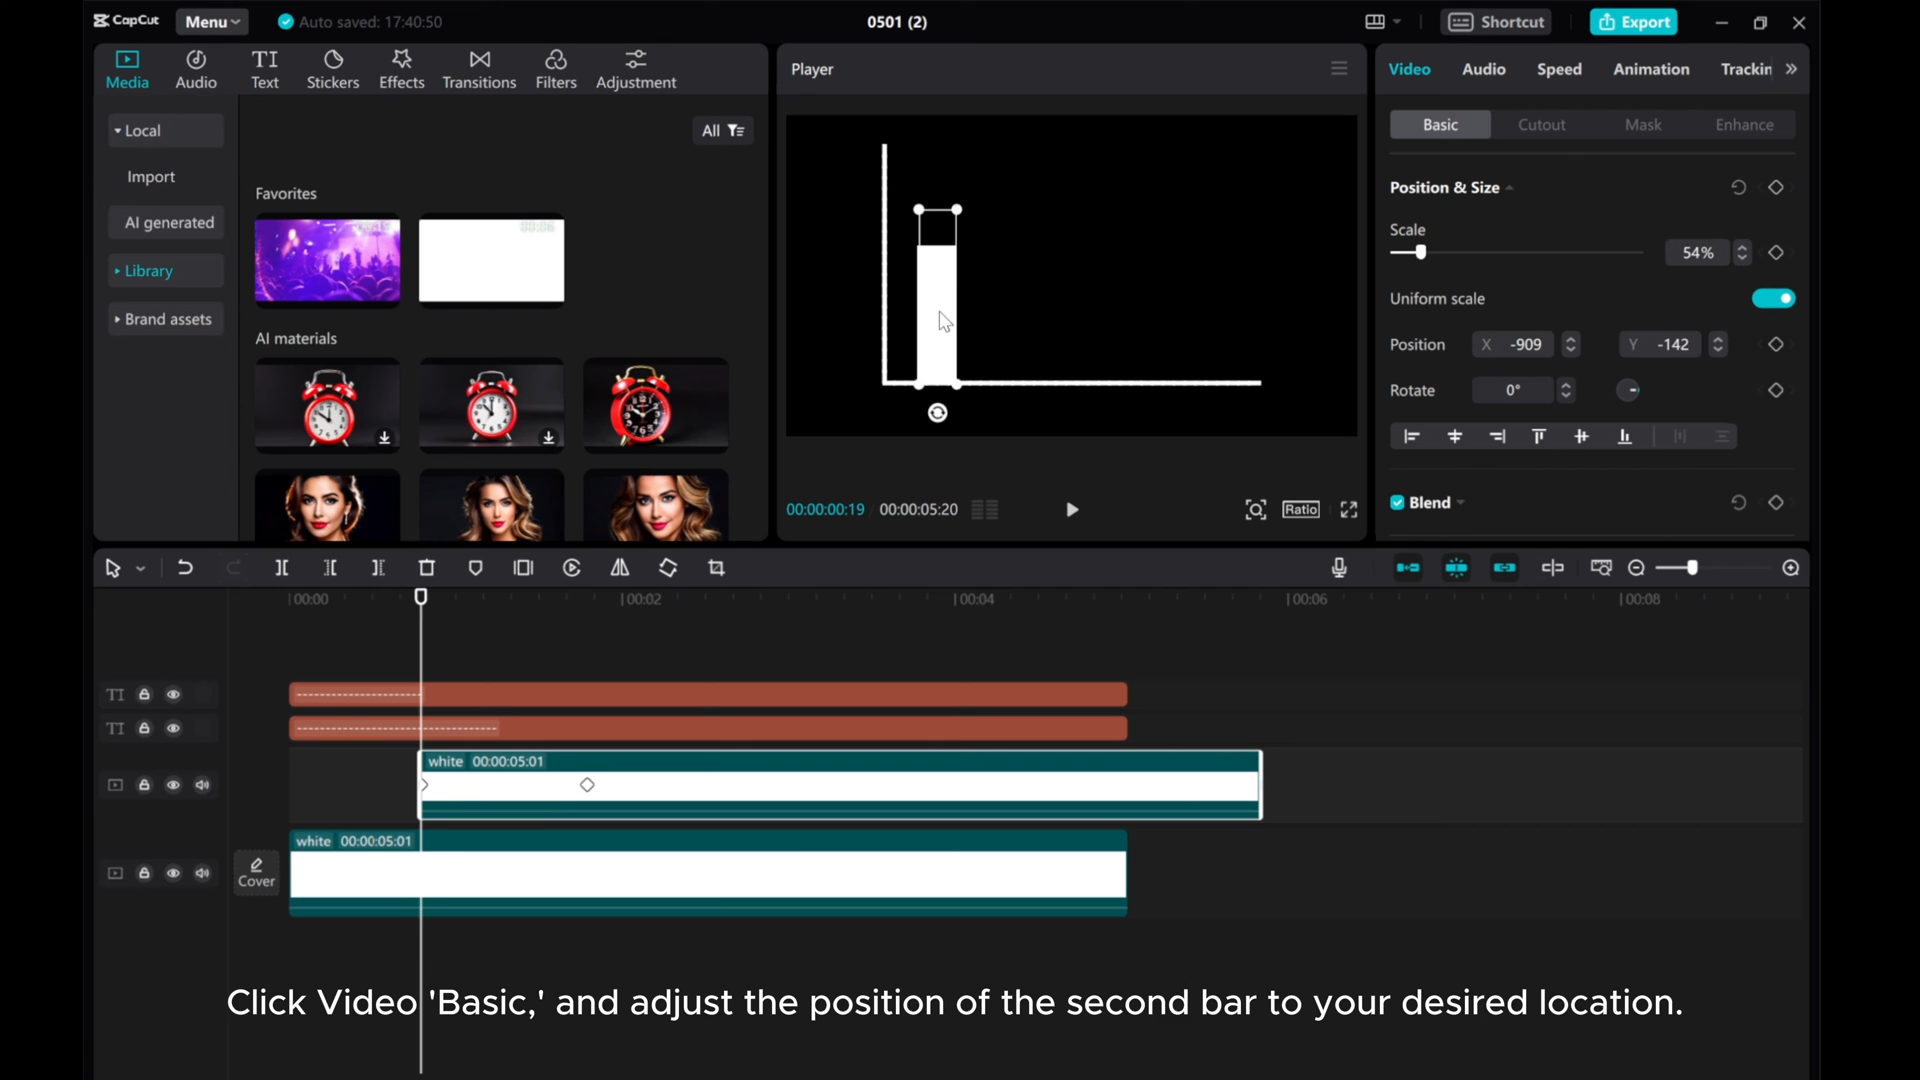 CapCut
Menu
Auto saved: 17:40:50
0501 (2)
Shortcut
Export
Media
Audio
Text
Stickers
Effects
Transitions
Filters
Adjustment
Local
Import
AI generated
Library
Brand assets
All
Favorites
AI materials
Player
00:00:00:19 / 00:00:05:20
Ratio
Video
Audio
Speed
Animation
Trackin
Basic
Cutout
Mask
Enhance
Position & Size
Scale
54%
Uniform scale
Position
X -909
Y -142
Rotate
0°
Blend
00:00
00:02
00:04
00:06
00:08
TI
TI
white 00:00:05:01
white 00:00:05:01
Cover
Click Video 'Basic,' and adjust the position of the second bar to your desired location.